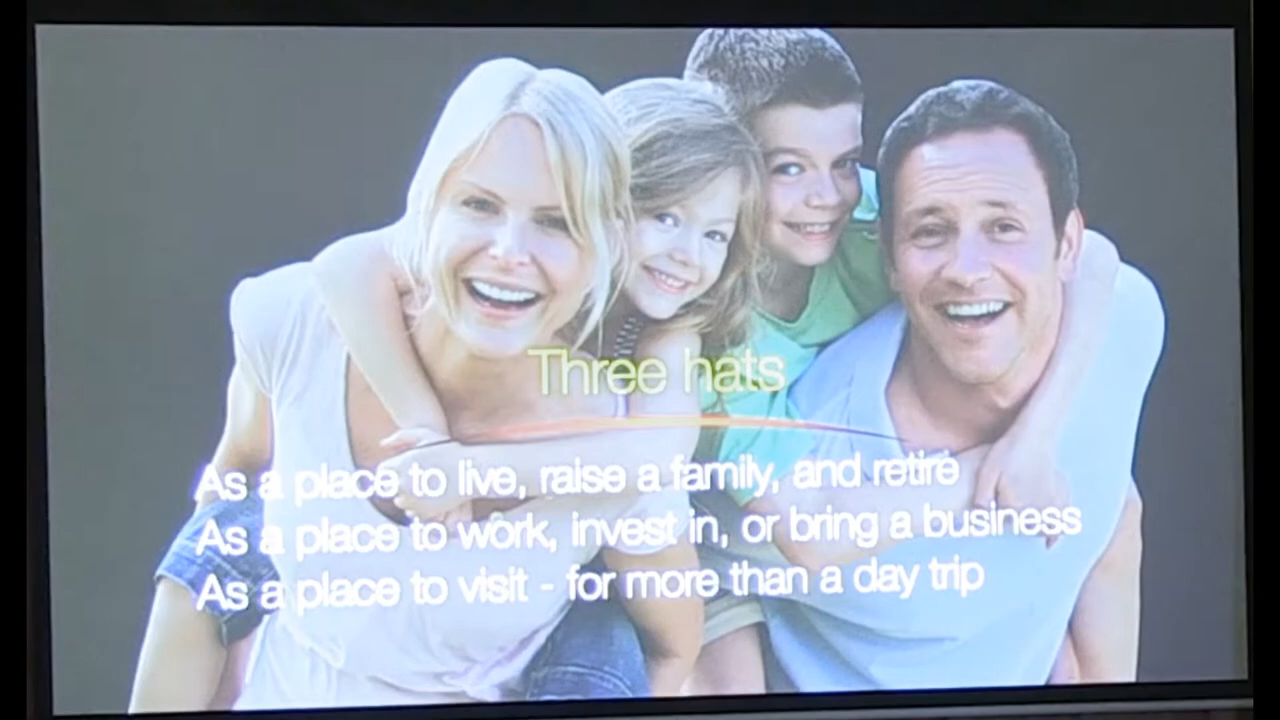 Three hats
As a place to live, raise a family, and retire
As a place to work, invest in, or bring a business
As a place to visit - for more than a day trip